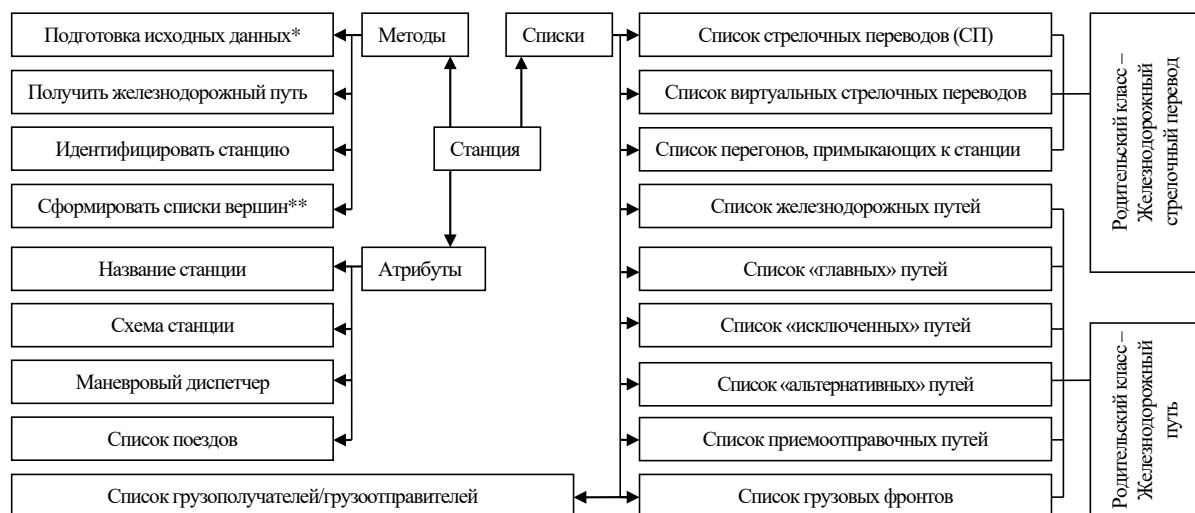 Подготовка исходных данных*
Методы
Списки
Список стрелочных переводов (СП)
Получить железнодорожный путь
Список виртуальных стрелочных переводов
Идентифицировать станцию
Станция
Список перегонов, примыкающих к станции
Сформировать списки вершин**
Список железнодорожных путей
Родительский класс –
Железнодорожный
стрелочный перевод
Название станции
Атрибуты
Список «главных» путей
Схема станции
Список «исключенных» путей
Маневровый диспетчер
Список «альтернативных» путей
Список поездов
Список приемоотправочных путей
Список грузополучателей/грузоотправителей
Список грузовых фронтов
Родительский класс –
Железнодорожный
путь